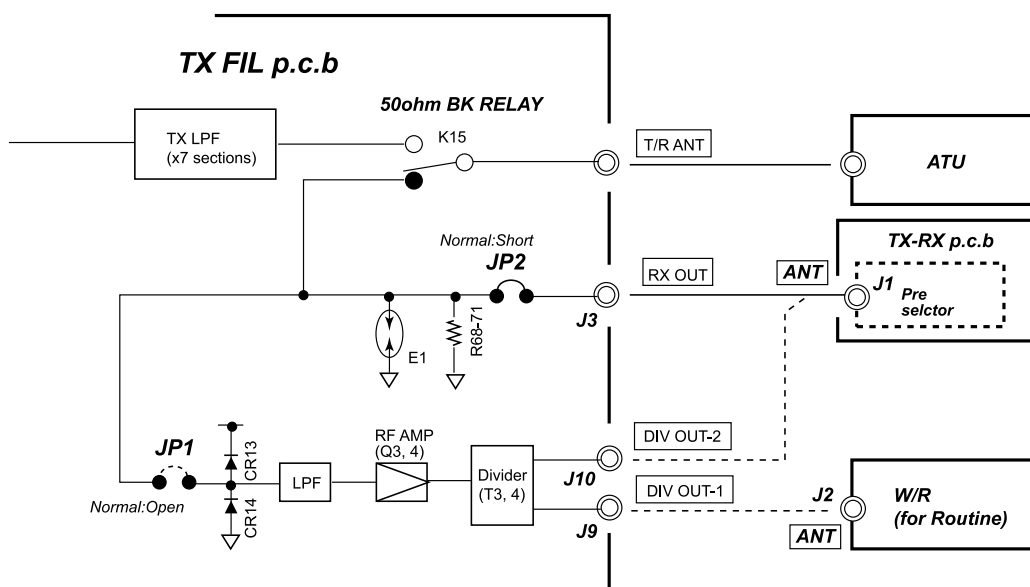 TX FIL p.c.b
50ohm BK RELAY
TX LPF
(x7 sections)
K15
T/R ANT
ATU
Normal:Short
JP2
RX OUT
ANT
TX-RX p.c.b
J1
Pre
selctor
J3
E1
R68-71
JP1
Normal:Open
CR13
CR14
LPF
RF AMP
(Q3, 4)
Divider
(T3, 4)
J10
J9
DIV OUT-2
DIV OUT-1
J2
ANT
W/R
(for Routine)